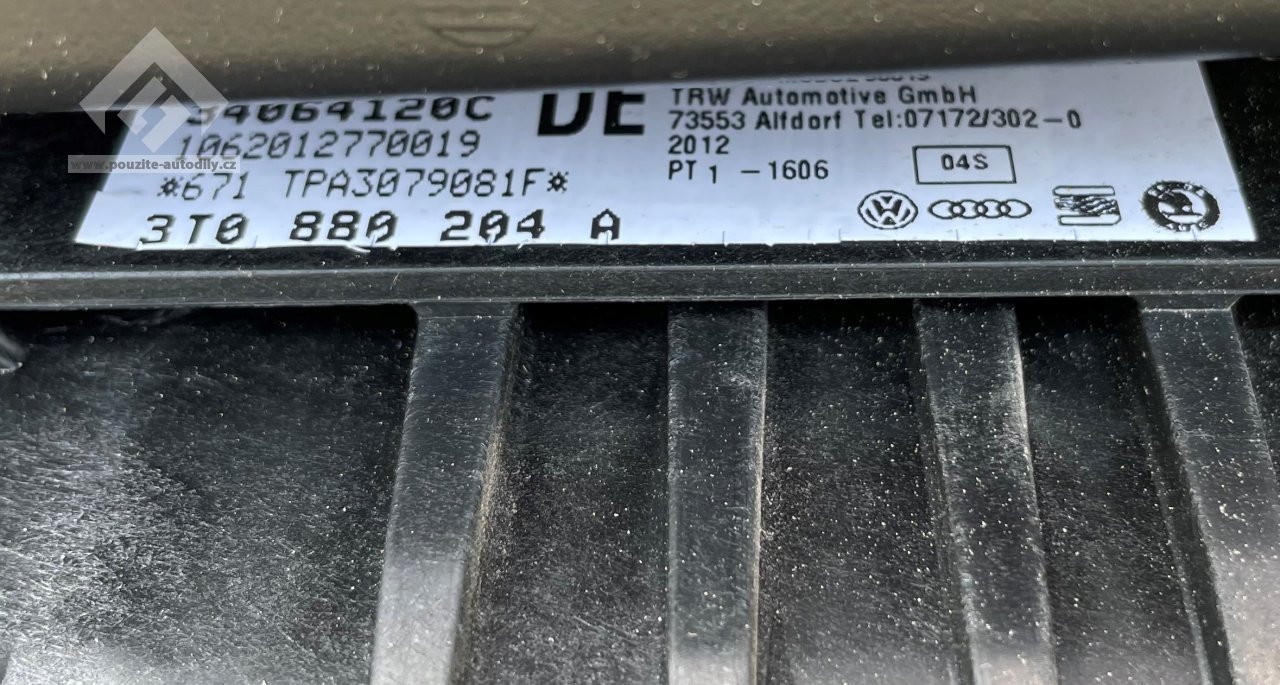 34064120C
1062012770019
*671 TPA3079081F*
3T0 880 204 A
DE
TRW Automotive GmbH
73553 Alfdorf Tel:07172/302-0
2012
PT 1 -1606
04S
www.pouzite-autodily.cz